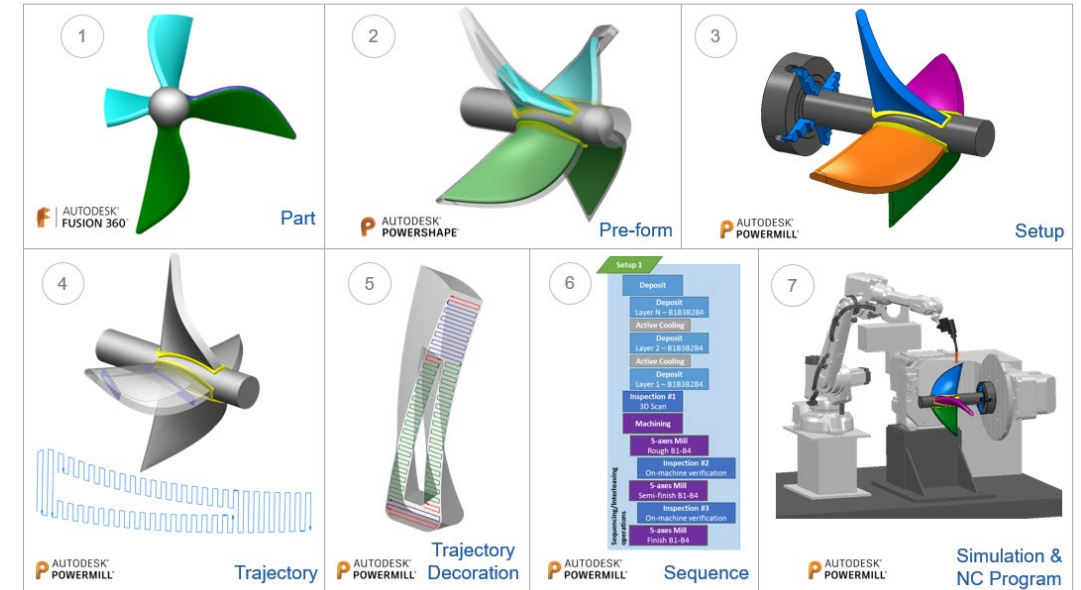 1
AUTODESK
FUSION 360
Part
2
AUTODESK
POWERSHAPE
Pre-form
3
AUTODESK
POWERMILL
Setup
4
AUTODESK
POWERMILL
Trajectory
5
AUTODESK
POWERMILL
Trajectory
Decoration
6
Setup 1
Deposit
Deposit
Layer N – B1B3B2B4
Active Cooling
Deposit
Layer 2 – B1B3B2B4
Active Cooling
Deposit
Layer 1 – B1B3B2B4
Inspection #1
3D Scan
Machining
5-axes Mill
Rough B1-B4
Inspection #2
On-machine verification
5-axes Mill
Semi-finish B1-B4
Inspection #3
On-machine verification
5-axes Mill
Finish B1-B4
Sequencing/Interleaving
operations
AUTODESK
POWERMILL
Sequence
7
AUTODESK
POWERMILL
Simulation &
NC Program